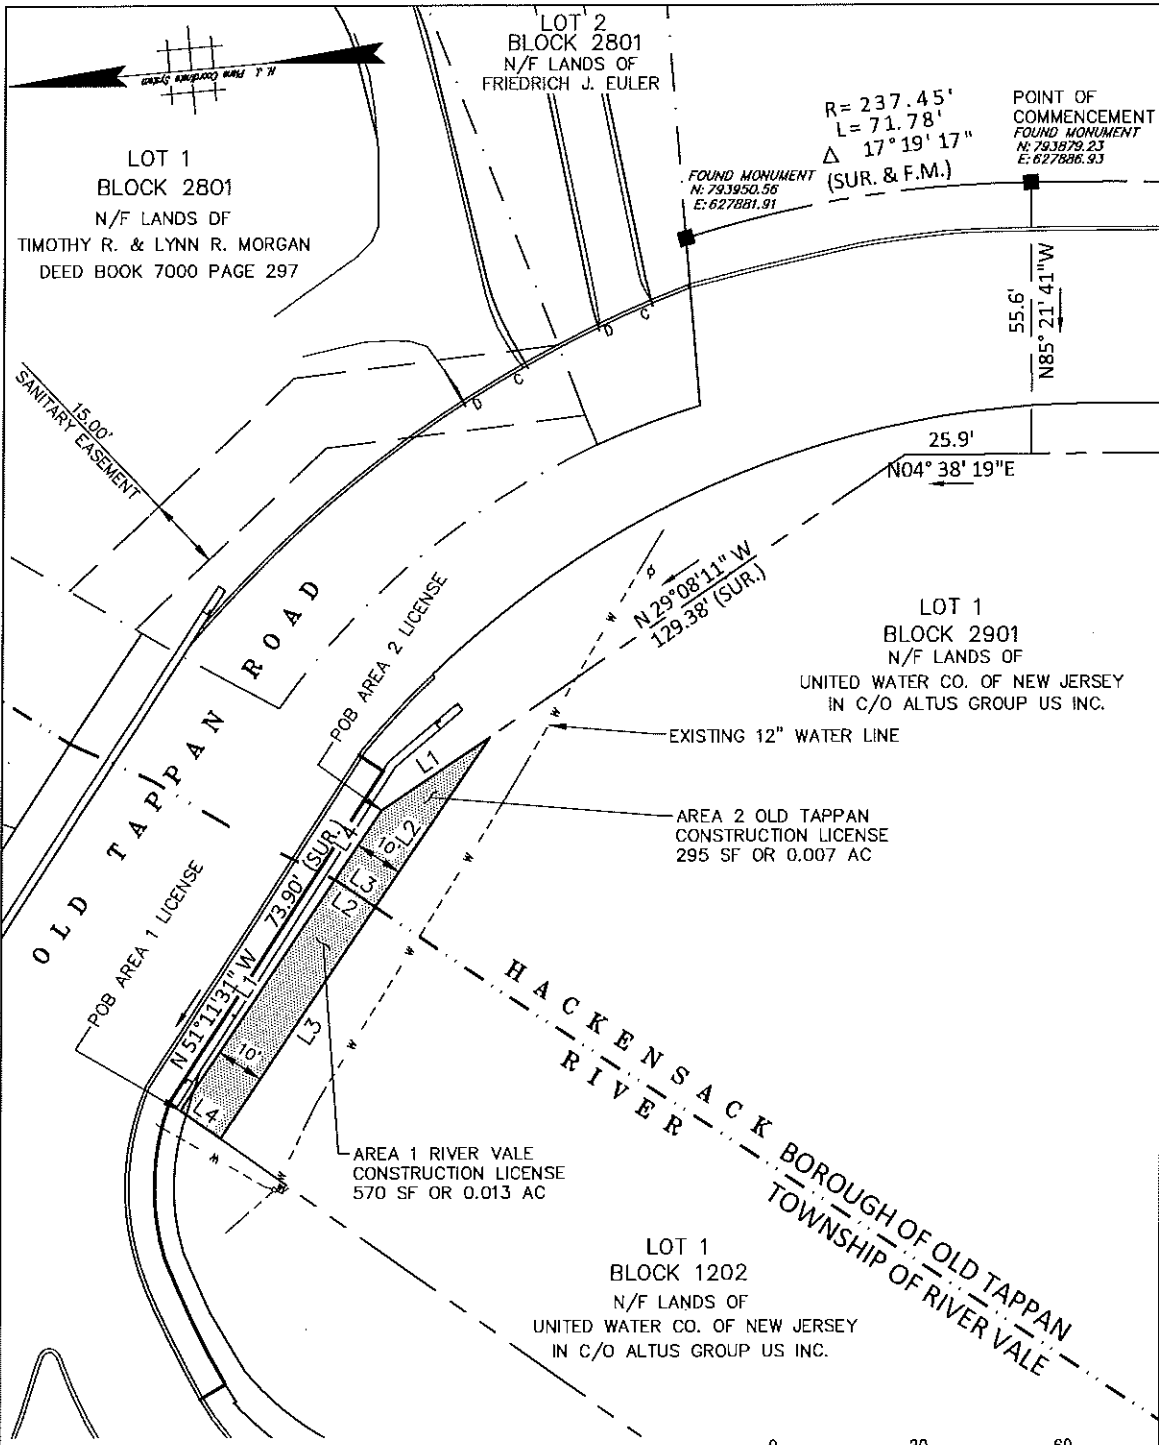 LOT 2
BLOCK 2801
N/F LANDS OF
FRIEDRICH J. EULER
N. J. Plane Coordinate System
LOT 1
BLOCK 2801
N/F LANDS OF
TIMOTHY R. & LYNN R. MORGAN
DEED BOOK 7000 PAGE 297
R= 237.45'
L= 71.78'
Δ 17°19'17"
(SUR. & F.M.)
POINT OF
COMMENCEMENT
FOUND MONUMENT
N: 793879.23
E: 627886.93
FOUND MONUMENT
N: 793950.56
E: 627881.91
55.6'
N85° 21' 41"W
C
D
C
D
15.00'
SANITARY EASEMENT
25.9'
N04° 38' 19"E
N 29°08'11" W
129.38' (SUR.)
OLD TAPPAN ROAD
POB AREA 2 LICENSE
LOT 1
BLOCK 2901
N/F LANDS OF
UNITED WATER CO. OF NEW JERSEY
IN C/O ALTUS GROUP US INC.
EXISTING 12" WATER LINE
L1
AREA 2 OLD TAPPAN
CONSTRUCTION LICENSE
295 SF OR 0.007 AC
L4
10'
L2
L3
L2
POB AREA 1 LICENSE
N 51°11'31" W 73.90' (SUR.)
L1
L3
10'
L4
W
W
W
W
W
W
W
W
HACKENSACK
RIVER
AREA 1 RIVER VALE
CONSTRUCTION LICENSE
570 SF OR 0.013 AC
BOROUGH OF OLD TAPPAN
TOWNSHIP OF RIVER VALE
LOT 1
BLOCK 1202
N/F LANDS OF
UNITED WATER CO. OF NEW JERSEY
IN C/O ALTUS GROUP US INC.